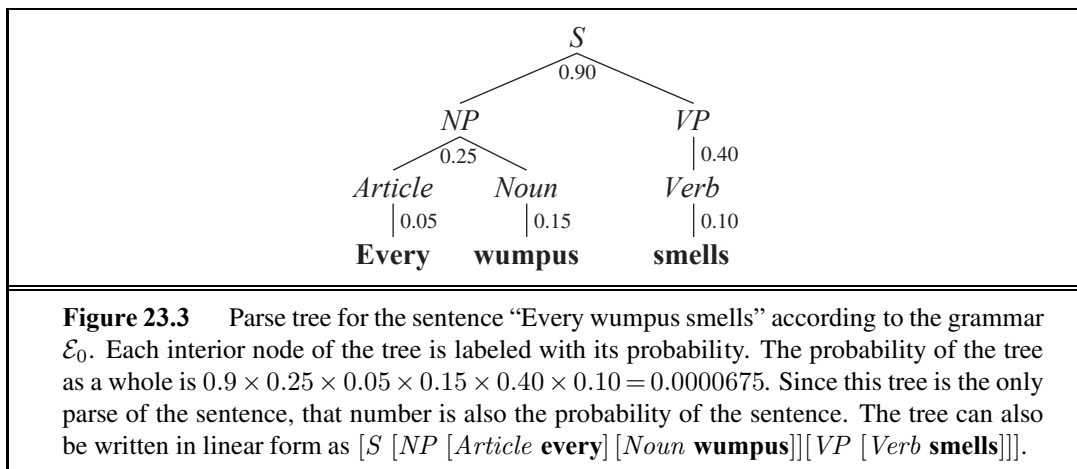 S
0.90
NP VP
0.25 0.40
Article Noun Verb
0.05 0.15 0.10
Every wumpus smells
Figure 23.3 Parse tree for the sentence “Every wumpus smells” according to the grammar
ℰ₀. Each interior node of the tree is labeled with its probability. The probability of the tree
as a whole is 0.9 × 0.25 × 0.05 × 0.15 × 0.40 × 0.10 = 0.0000675. Since this tree is the only
parse of the sentence, that number is also the probability of the sentence. The tree can also
be written in linear form as [S [NP [Article every] [Noun wumpus]][VP [Verb smells]]].